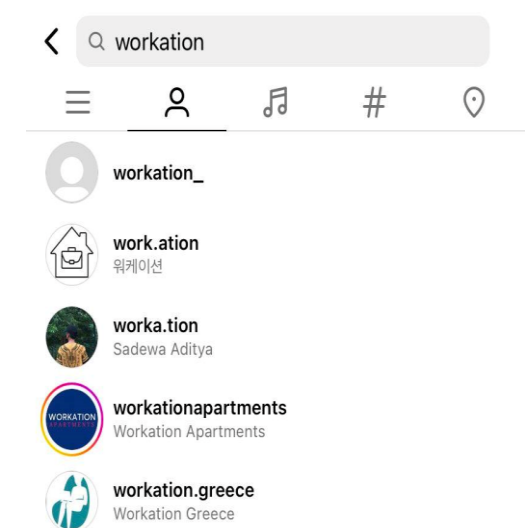 workation
#
workation_
work.ation
워케이션
worka.tion
Sadewa Aditya
WORKATION
APARTMENTS
workationapartments
Workation Apartments
workation.greece
Workation Greece